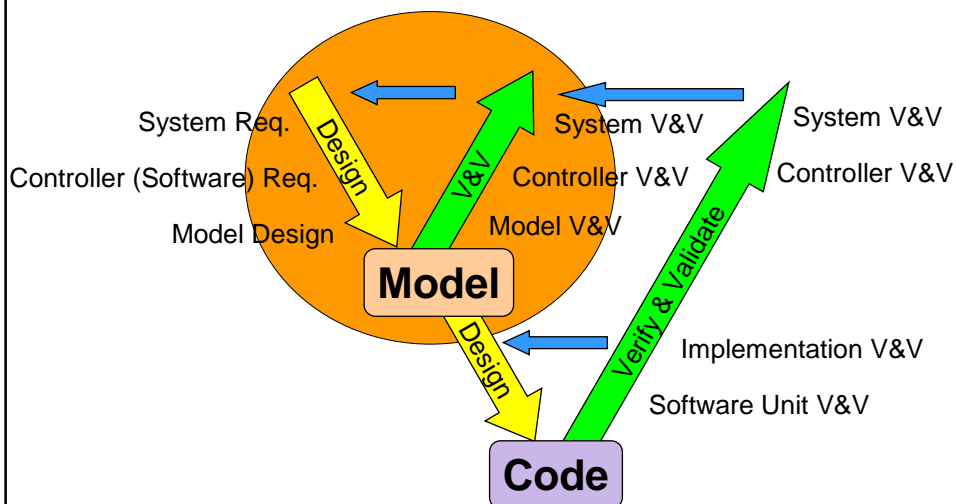 System Req.
Controller (Software) Req.
Model Design
Design
V&V
System V&V
Controller V&V
Model V&V
System V&V
Controller V&V
Model
Design
Verify & Validate
Implementation V&V
Software Unit V&V
Code